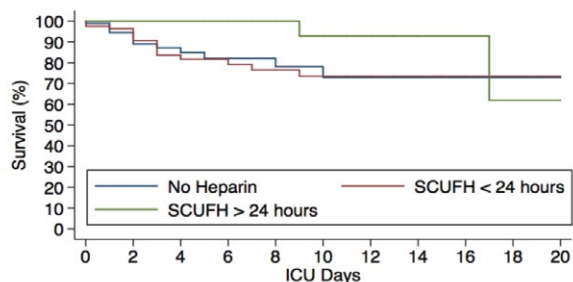 Survival (%)
100
90
80
70
60
50
40
30
20
10
0
No Heparin
SCUFH < 24 hours
SCUFH > 24 hours
0 2 4 6 8 10 12 14 16 18 20
ICU Days